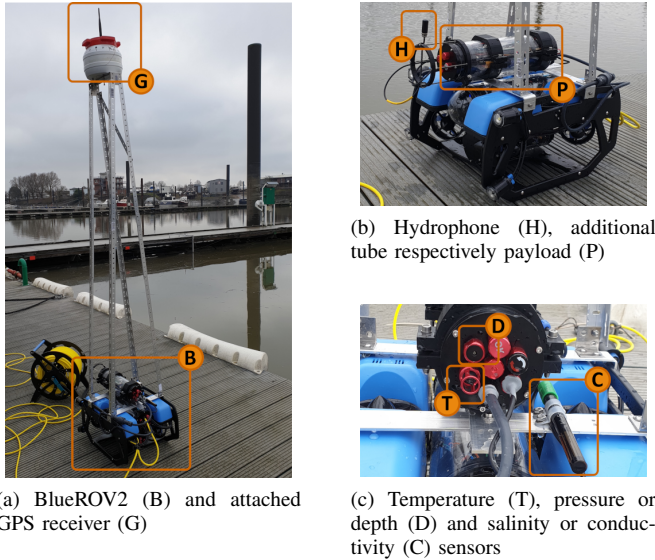 G
B
(a) BlueROV2 (B) and attached
GPS receiver (G)
H
P
(b) Hydrophone (H), additional
tube respectively payload (P)
D
T
C
(c) Temperature (T), pressure or
depth (D) and salinity or conduc-
tivity (C) sensors